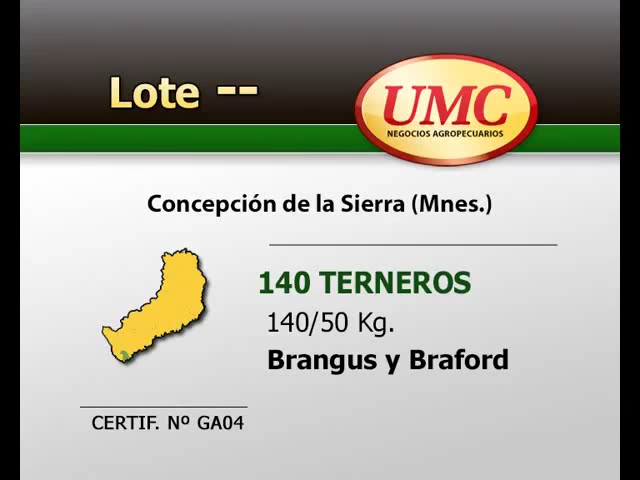 Lote --
UMC
NEGOCIOS AGROPECUARIOS
Concepción de la Sierra (Mnes.)
140 TERNEROS
140/50 Kg.
Brangus y Braford
CERTIF. Nº GA04